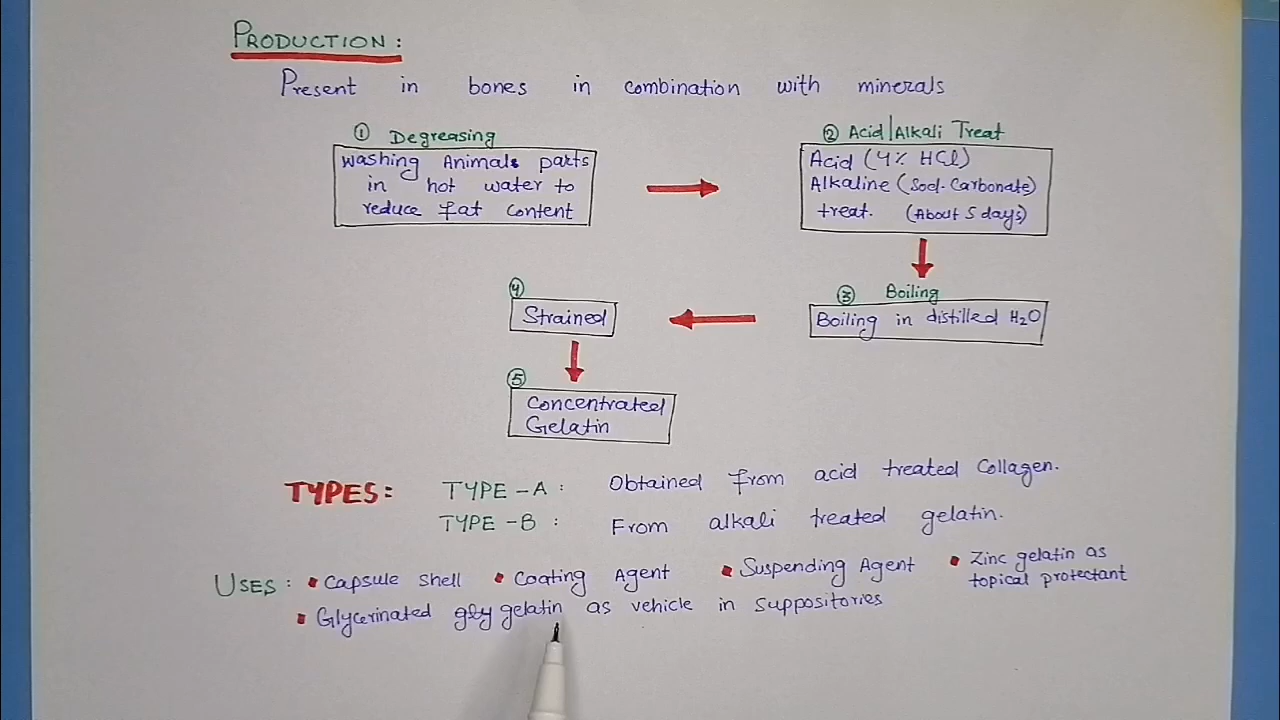 PRODUCTION:
Present in bones in combination with minerals
① Degreasing
Washing Animals parts
in hot water to
reduce fat content
② Acid/Alkali Treat
Acid (4% HCl)
Alkaline (Sod. Carbonate)
treat. (About 5 days)
③ Boiling
Boiling in distilled H₂O
④
Strained
⑤
Concentrated
Gelatin
TYPES:
TYPE-A: Obtained from acid treated Collagen.
TYPE-B: From alkali treated gelatin.
USES: ▪ Capsule shell ▪ Coating Agent ▪ Suspending Agent ▪ Zinc gelatin as
topical protectant
▪ Glycerinated gly gelatin as vehicle in suppositories